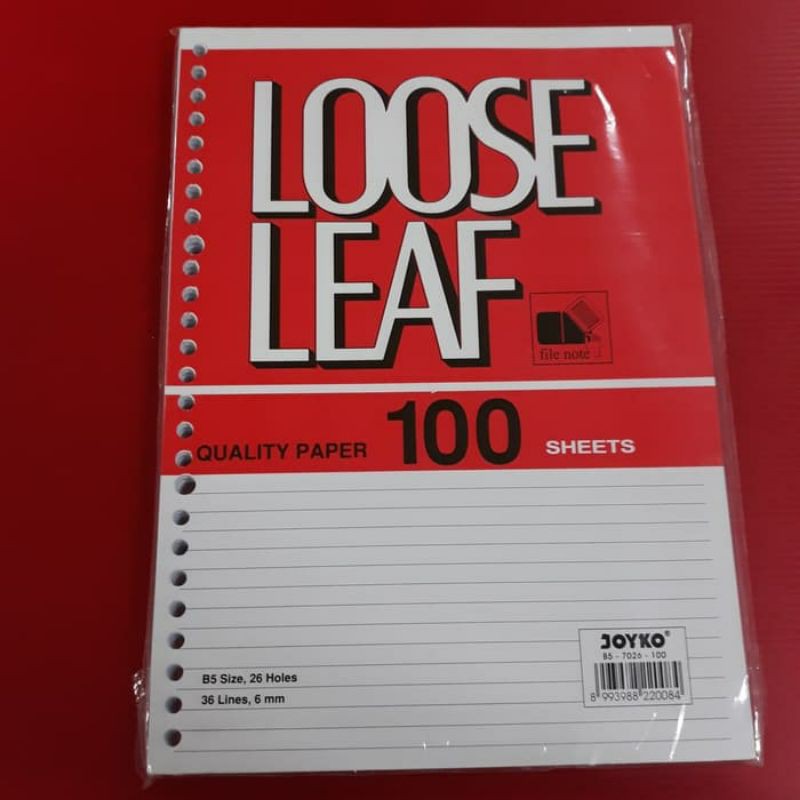 LOOSE
LEAF
file note
QUALITY PAPER 100 SHEETS
JOYKO®
B5 - 7026 - 100
8 993988 220084
B5 Size, 26 Holes
36 Lines, 6 mm